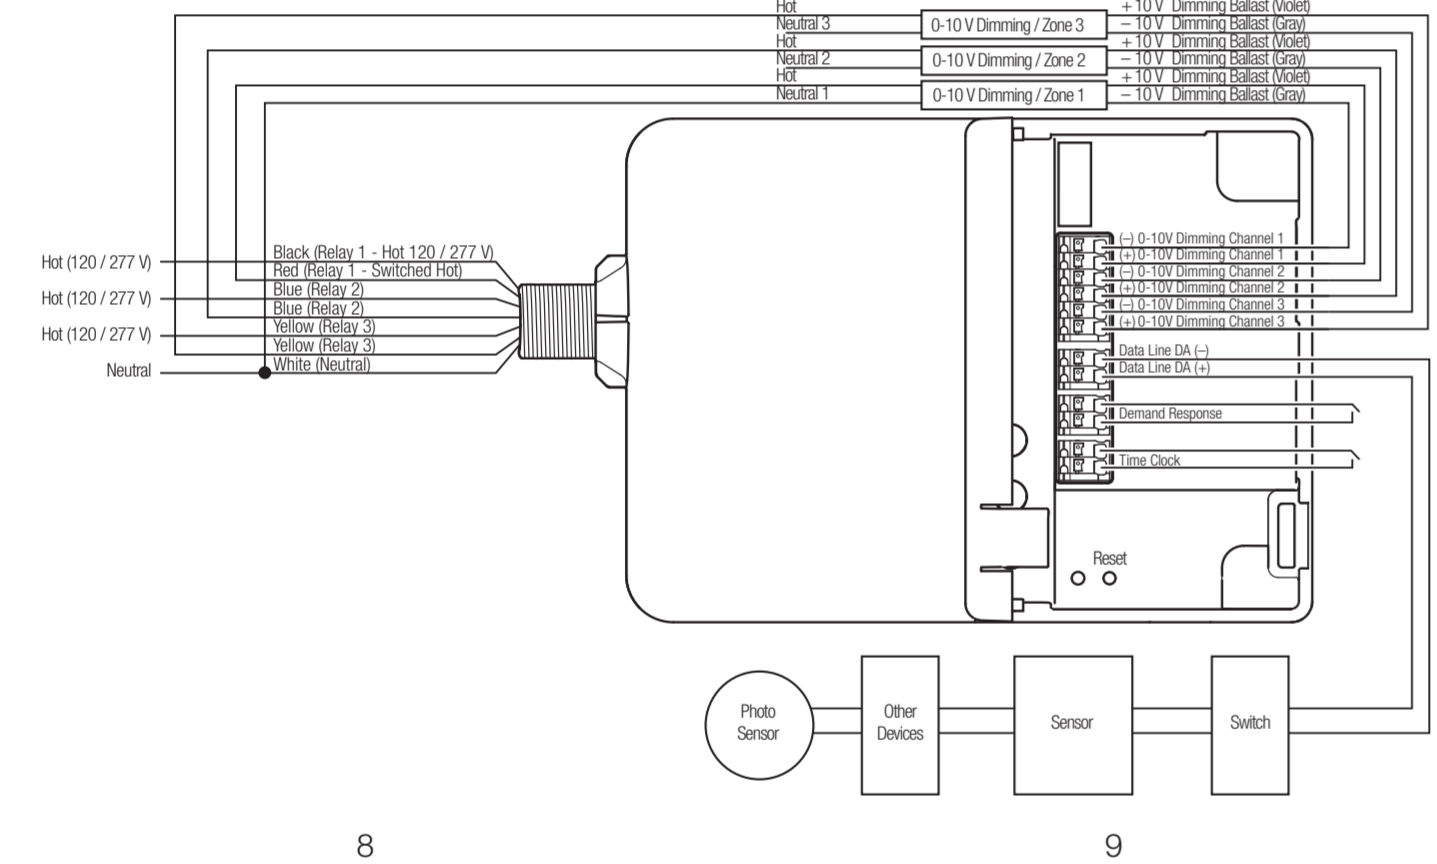 Hot
+ 10 V Dimming Ballast (Violet)
Neutral 3
0-10 V Dimming / Zone 3
– 10 V Dimming Ballast (Gray)
Hot
+ 10 V Dimming Ballast (Violet)
Neutral 2
0-10 V Dimming / Zone 2
– 10 V Dimming Ballast (Gray)
Hot
+ 10 V Dimming Ballast (Violet)
Neutral 1
0-10 V Dimming / Zone 1
– 10 V Dimming Ballast (Gray)
Hot (120 / 277 V)
Hot (120 / 277 V)
Hot (120 / 277 V)
Neutral
Black (Relay 1 - Hot 120 / 277 V)
Red (Relay 1 - Switched Hot)
Blue (Relay 2)
Blue (Relay 2)
Yellow (Relay 3)
Yellow (Relay 3)
White (Neutral)
(–) 0-10V Dimming Channel 1
(+) 0-10V Dimming Channel 1
(–) 0-10V Dimming Channel 2
(+) 0-10V Dimming Channel 2
(–) 0-10V Dimming Channel 3
(+) 0-10V Dimming Channel 3
Data Line DA (–)
Data Line DA (+)
Demand Response
Time Clock
Reset
Photo
Sensor
Other
Devices
Sensor
Switch
8
9